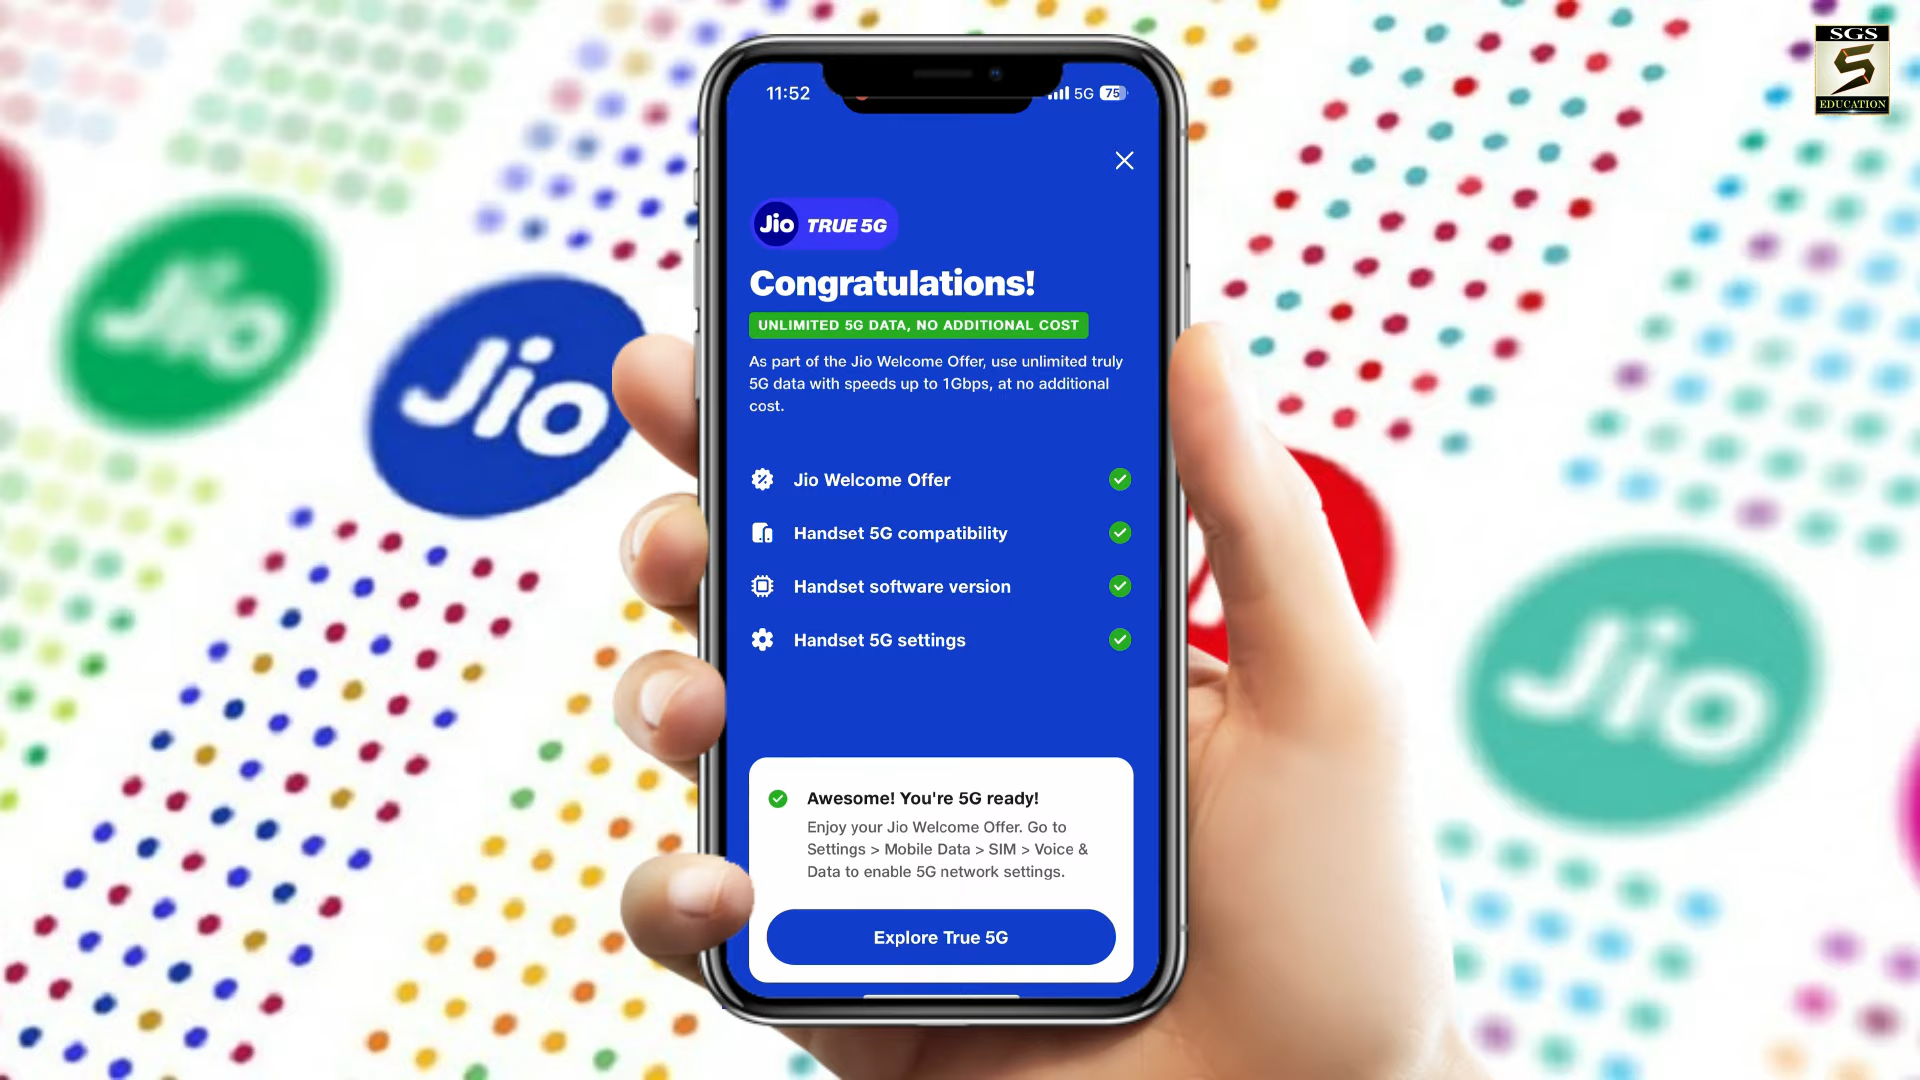 SGS
EDUCATION
11:52
5G 75
Jio TRUE 5G
Congratulations!
UNLIMITED 5G DATA, NO ADDITIONAL COST
As part of the Jio Welcome Offer, use unlimited truly
5G data with speeds up to 1Gbps, at no additional
cost.
Jio
Jio
Jio Welcome Offer
Handset 5G compatibility
Handset software version
Handset 5G settings
Jio
Awesome! You're 5G ready!
Enjoy your Jio Welcome Offer. Go to
Settings > Mobile Data > SIM > Voice &
Data to enable 5G network settings.
Explore True 5G